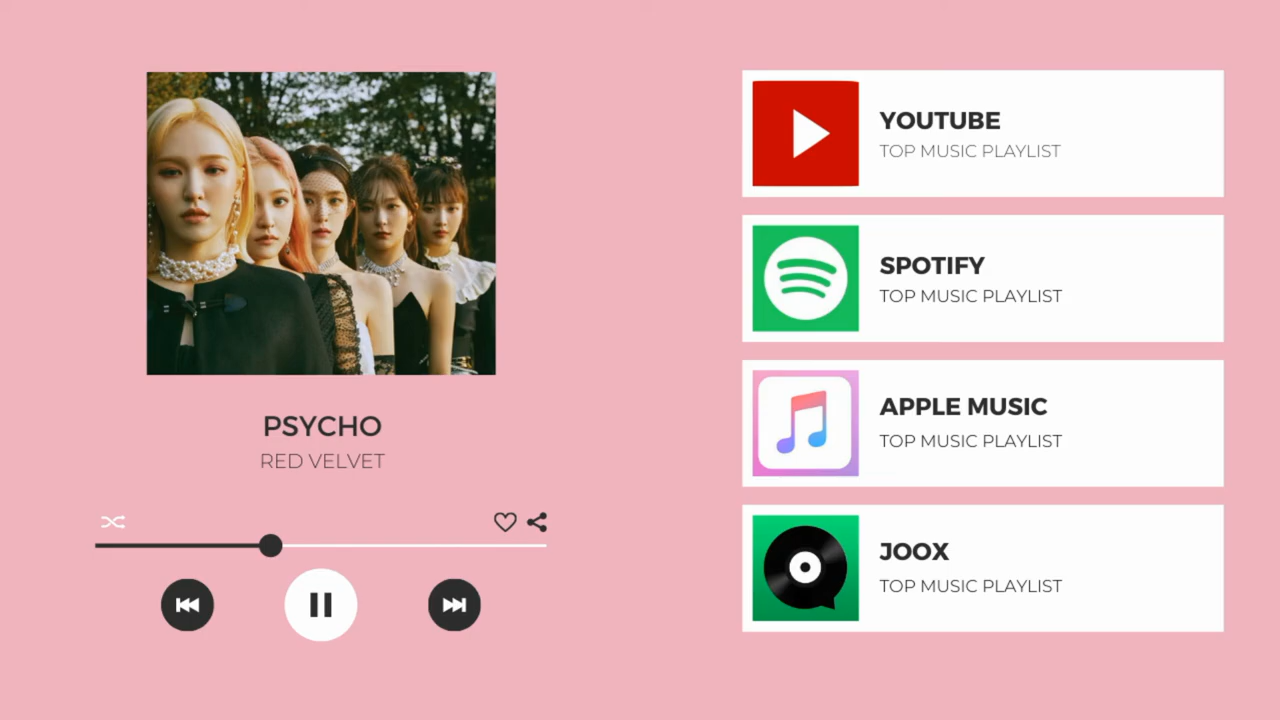 PSYCHO
RED VELVET
YOUTUBE
TOP MUSIC PLAYLIST
SPOTIFY
TOP MUSIC PLAYLIST
APPLE MUSIC
TOP MUSIC PLAYLIST
JOOX
TOP MUSIC PLAYLIST